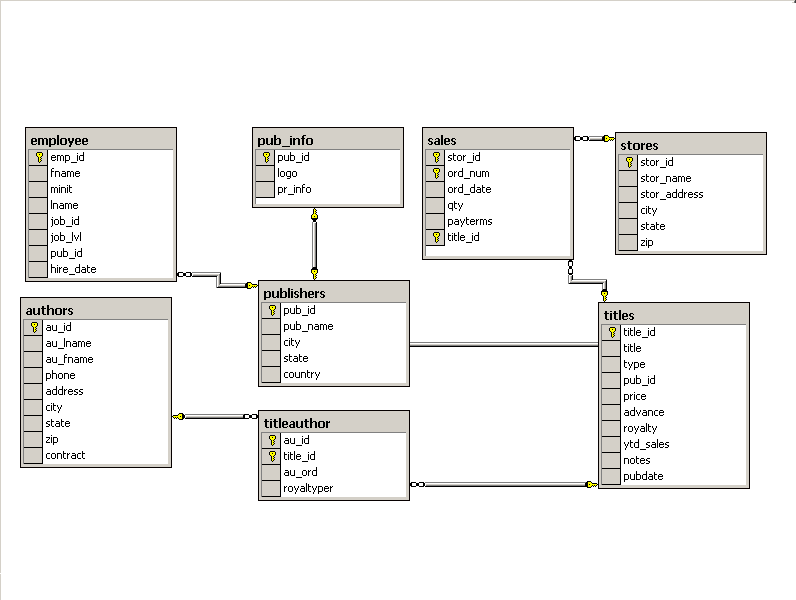 employee
emp_id
fname
minit
lname
job_id
job_lvl
pub_id
hire_date
pub_info
pub_id
logo
pr_info
sales
stor_id
ord_num
ord_date
qty
payterms
title_id
stores
stor_id
stor_name
stor_address
city
state
zip
authors
au_id
au_lname
au_fname
phone
address
city
state
zip
contract
publishers
pub_id
pub_name
city
state
country
titleauthor
au_id
title_id
au_ord
royaltyper
titles
title_id
title
type
pub_id
price
advance
royalty
ytd_sales
notes
pubdate